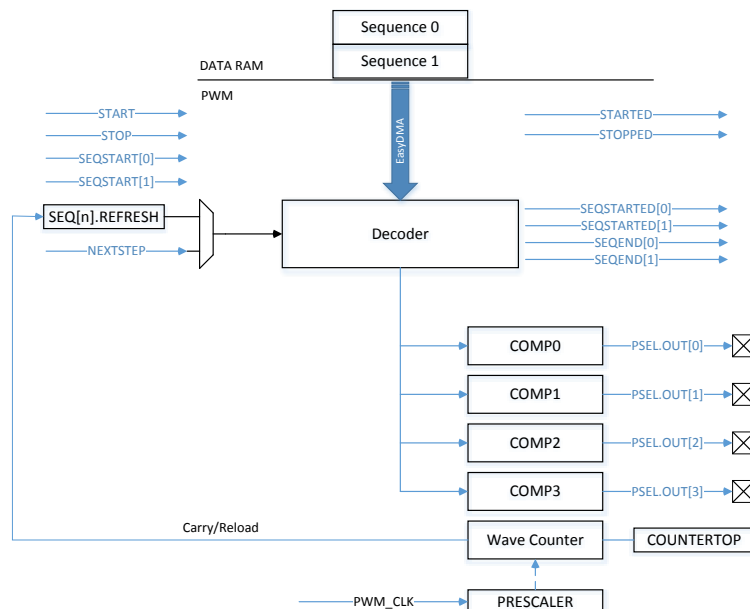 Sequence 0
Sequence 1
DATA RAM
PWM
START
STOP
SEQSTART[0]
SEQSTART[1]
EasyDMA
STARTED
STOPPED
SEQ[n].REFRESH
NEXTSTEP
Decoder
SEQSTARTED[0]
SEQSTARTED[1]
SEQEND[0]
SEQEND[1]
COMP0
PSEL.OUT[0]
COMP1
PSEL.OUT[1]
COMP2
PSEL.OUT[2]
COMP3
PSEL.OUT[3]
Carry/Reload
Wave Counter
COUNTERTOP
PWM_CLK
PRESCALER